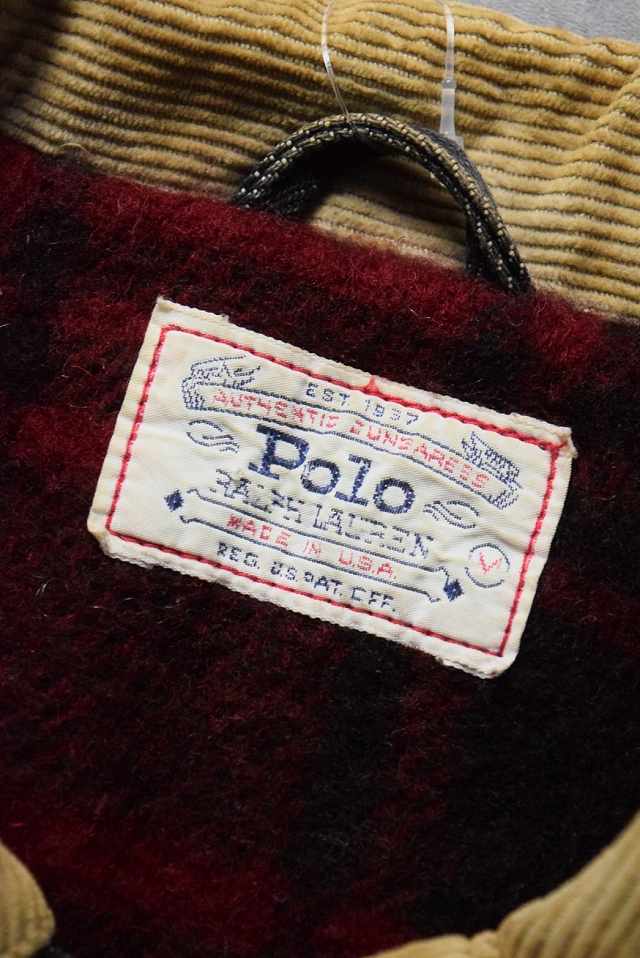 EST. 1937
AUTHENTIC DUNGAREES
Polo
RALPH LAUREN
MADE IN U.S.A.
REG. U.S. PAT. OFF.